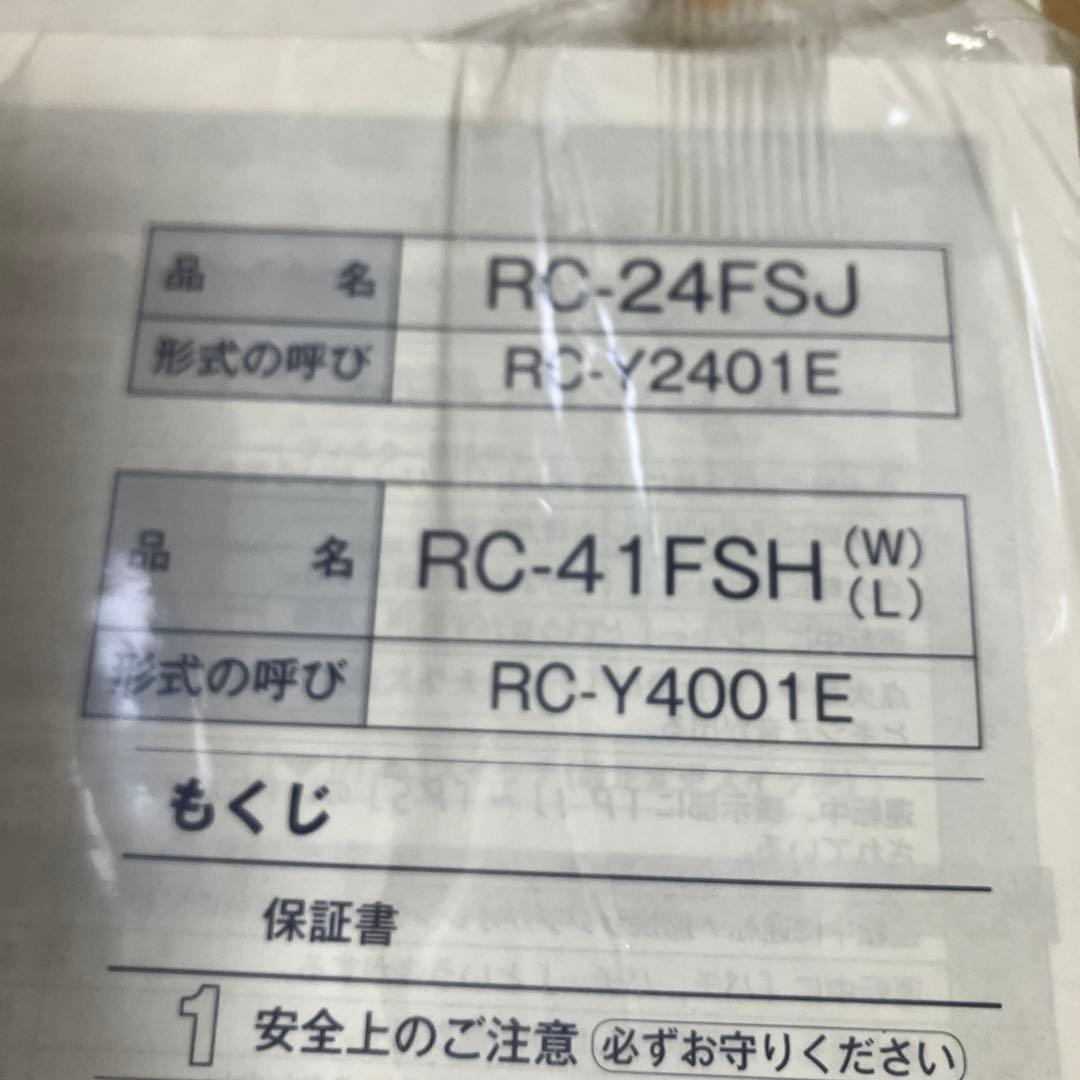 品名 RC-24FSJ
形式の呼び RC-Y2401E
品名 RC-41FSH (W) (L)
形式の呼び RC-Y4001E
もくじ
保証書
1 安全上のご注意 (必ずお守りください)